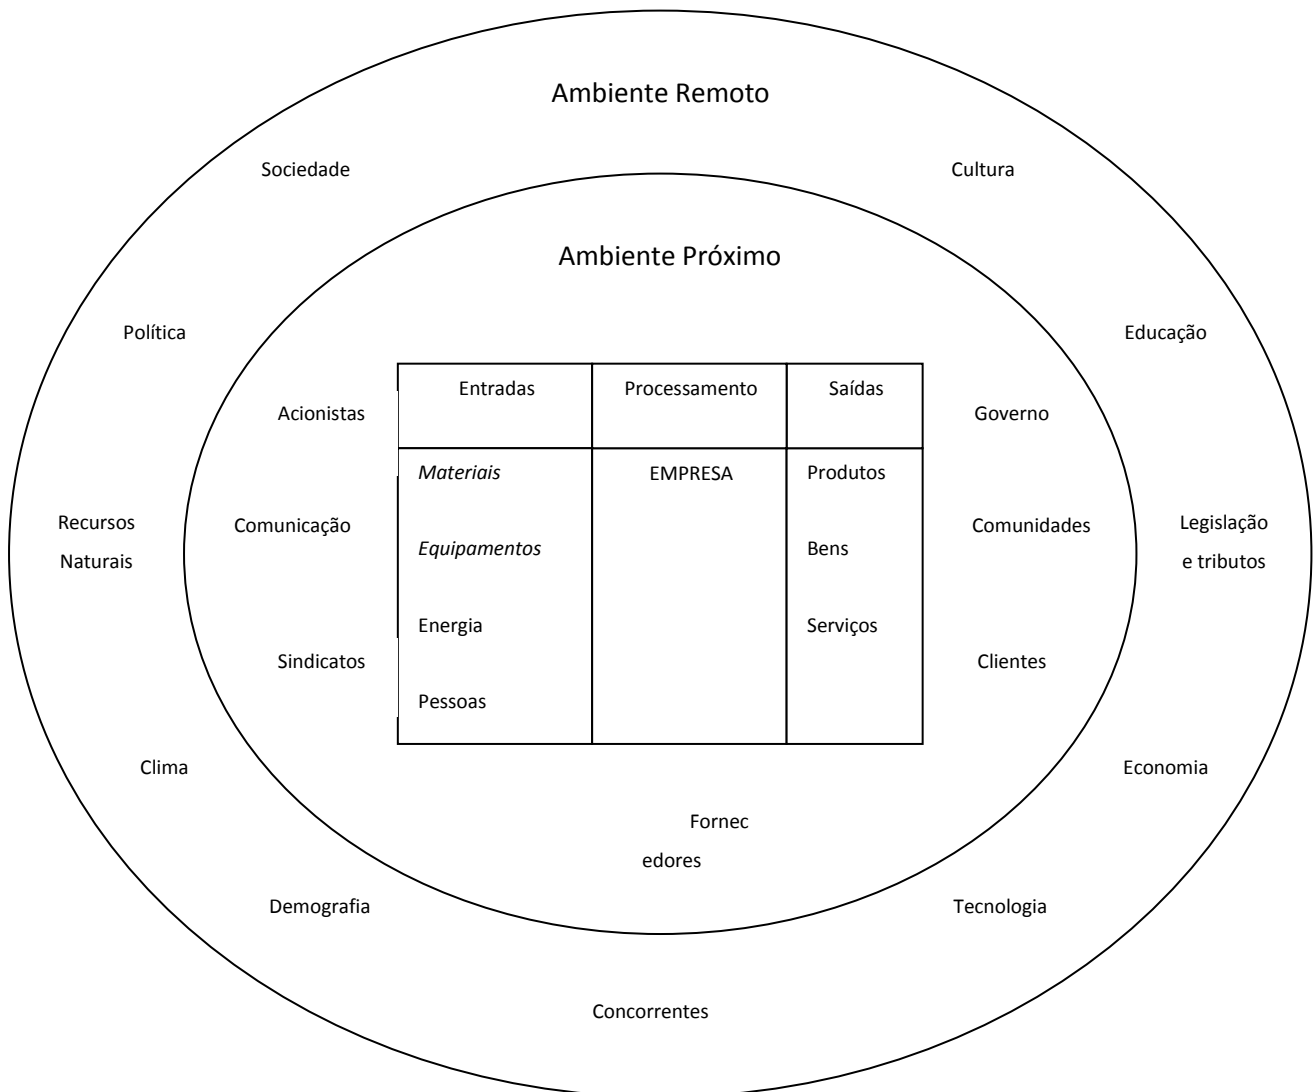 Ambiente Remoto
Sociedade
Cultura
Ambiente Próximo
Política
Educação
Entradas
Processamento
Saídas
Acionistas
Governo
Materiais
EMPRESA
Produtos
Recursos
Naturais
Comunicação
Comunidades
Legislação
e tributos
Equipamentos
Bens
Energia
Serviços
Sindicatos
Clientes
Pessoas
Clima
Economia
Fornec
edores
Demografia
Tecnologia
Concorrentes